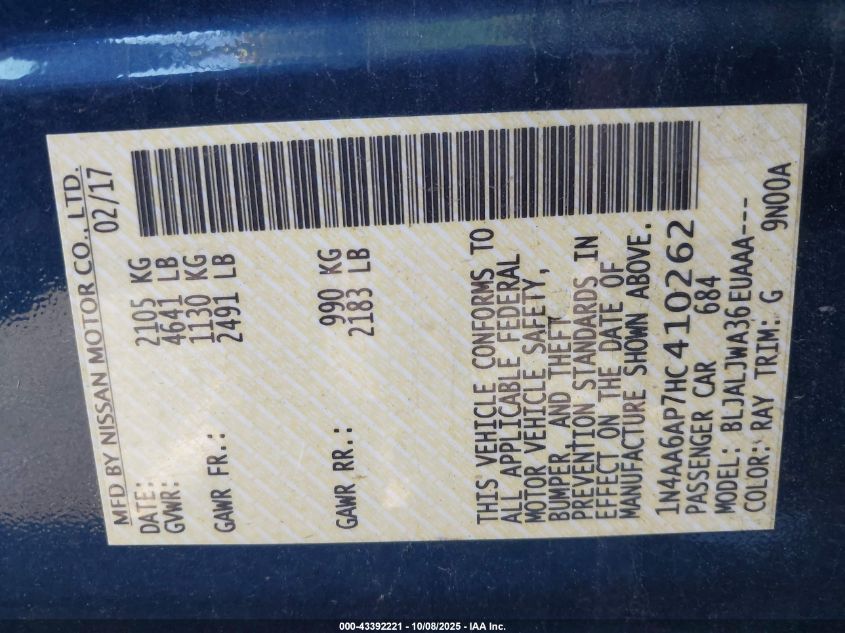 MFD BY NISSAN MOTOR CO., LTD.
DATE: 02/17
GVWR: 2105 KG
4641 LB
GAWR FR.: 1130 KG
2491 LB
GAWR RR.: 990 KG
2183 LB
THIS VEHICLE CONFORMS TO
ALL APPLICABLE FEDERAL
MOTOR VEHICLE SAFETY,
BUMPER, AND THEFT
PREVENTION STANDARDS IN
EFFECT ON THE DATE OF
MANUFACTURE SHOWN ABOVE.
1N4AA6AP7HC410262
PASSENGER CAR 684
MODEL: BLJALJWA36EUAAA---
COLOR: RAY TRIM: G 9N00A
000-43392221 - 10/08/2025 - IAA Inc.